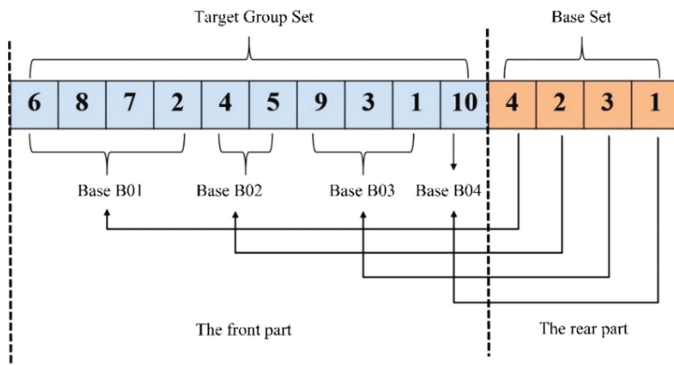 Target Group Set Base Set
6 8 7 2 4 5 9 3 1 10 4 2 3 1
Base B01 Base B02 Base B03 Base B04
The front part The rear part